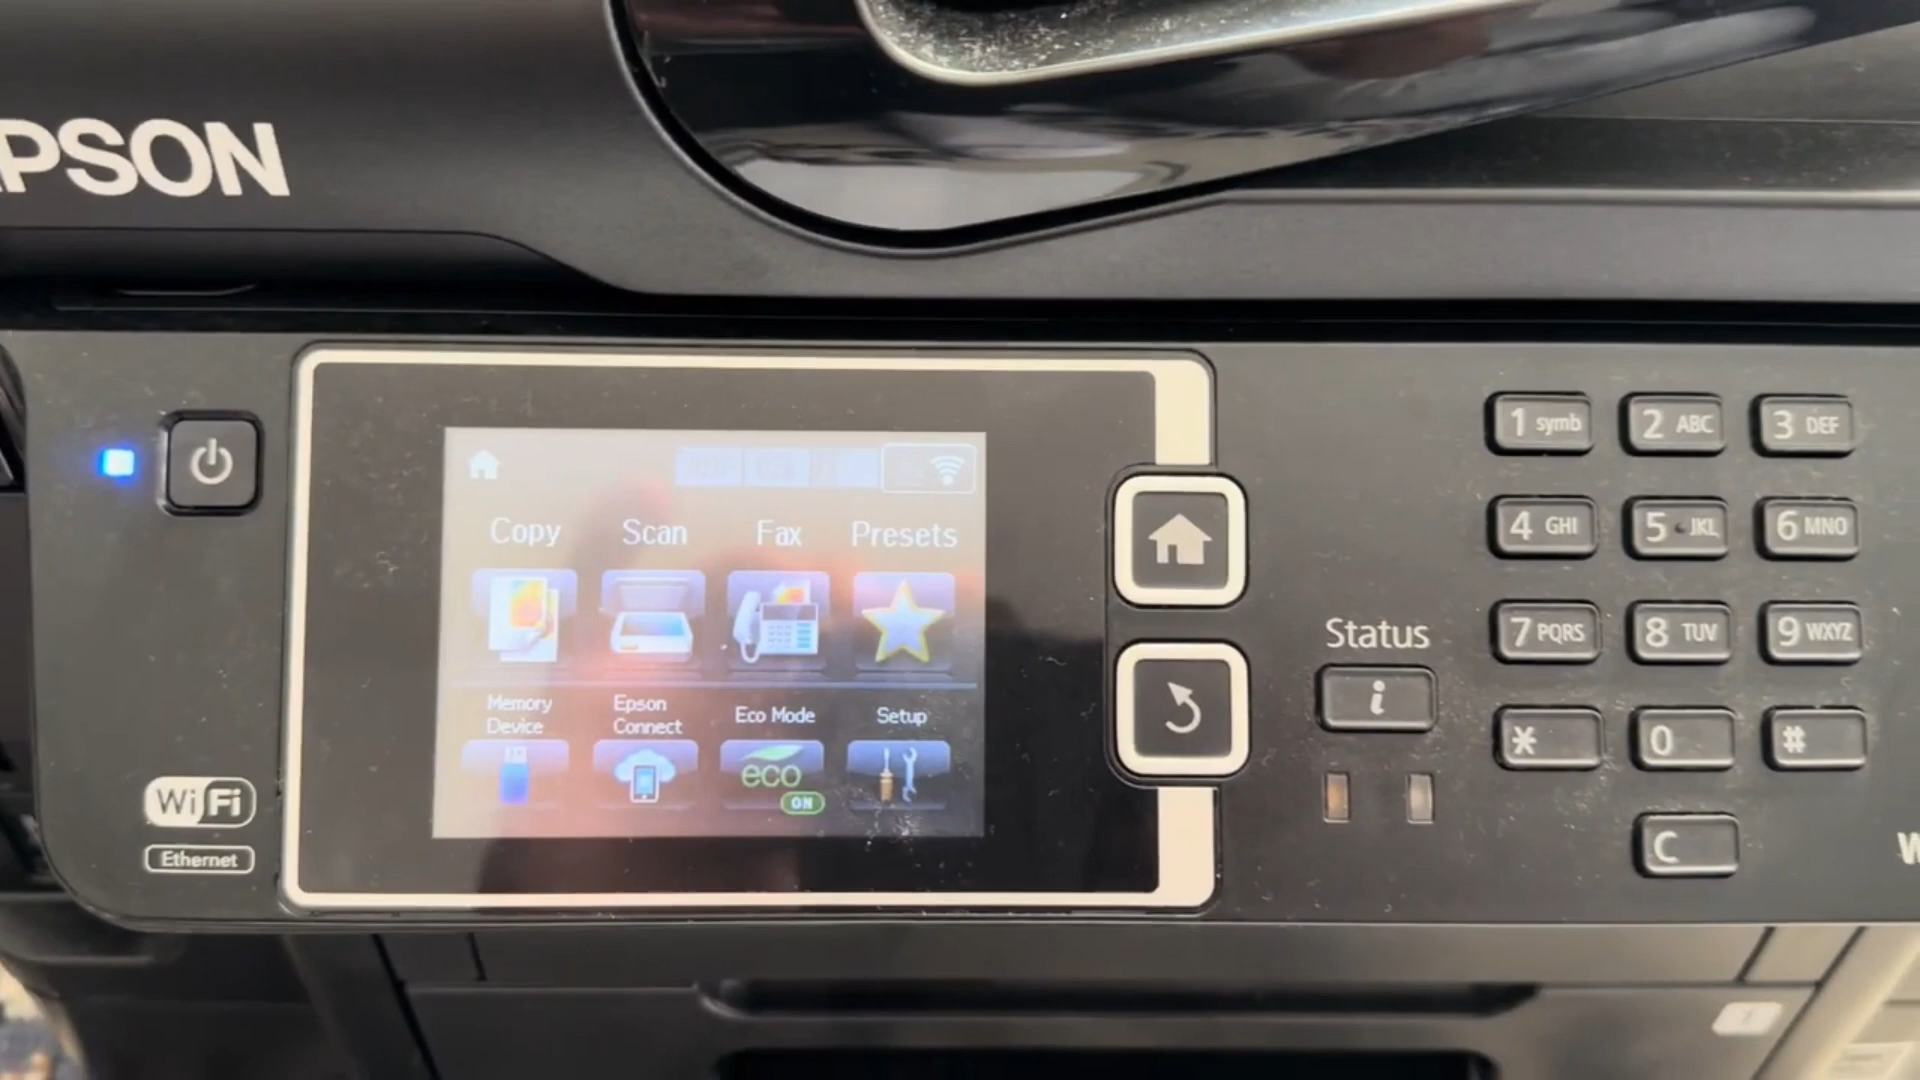 EPSON
Copy Scan Fax Presets
Memory Device
Epson Connect
Eco Mode
Setup
eco
ON
WiFi
Ethernet
Status
i
1 symb 2 ABC 3 DEF
4 GHI 5 JKL 6 MNO
7 PQRS 8 TUV 9 WXYZ
* 0 #
C
W